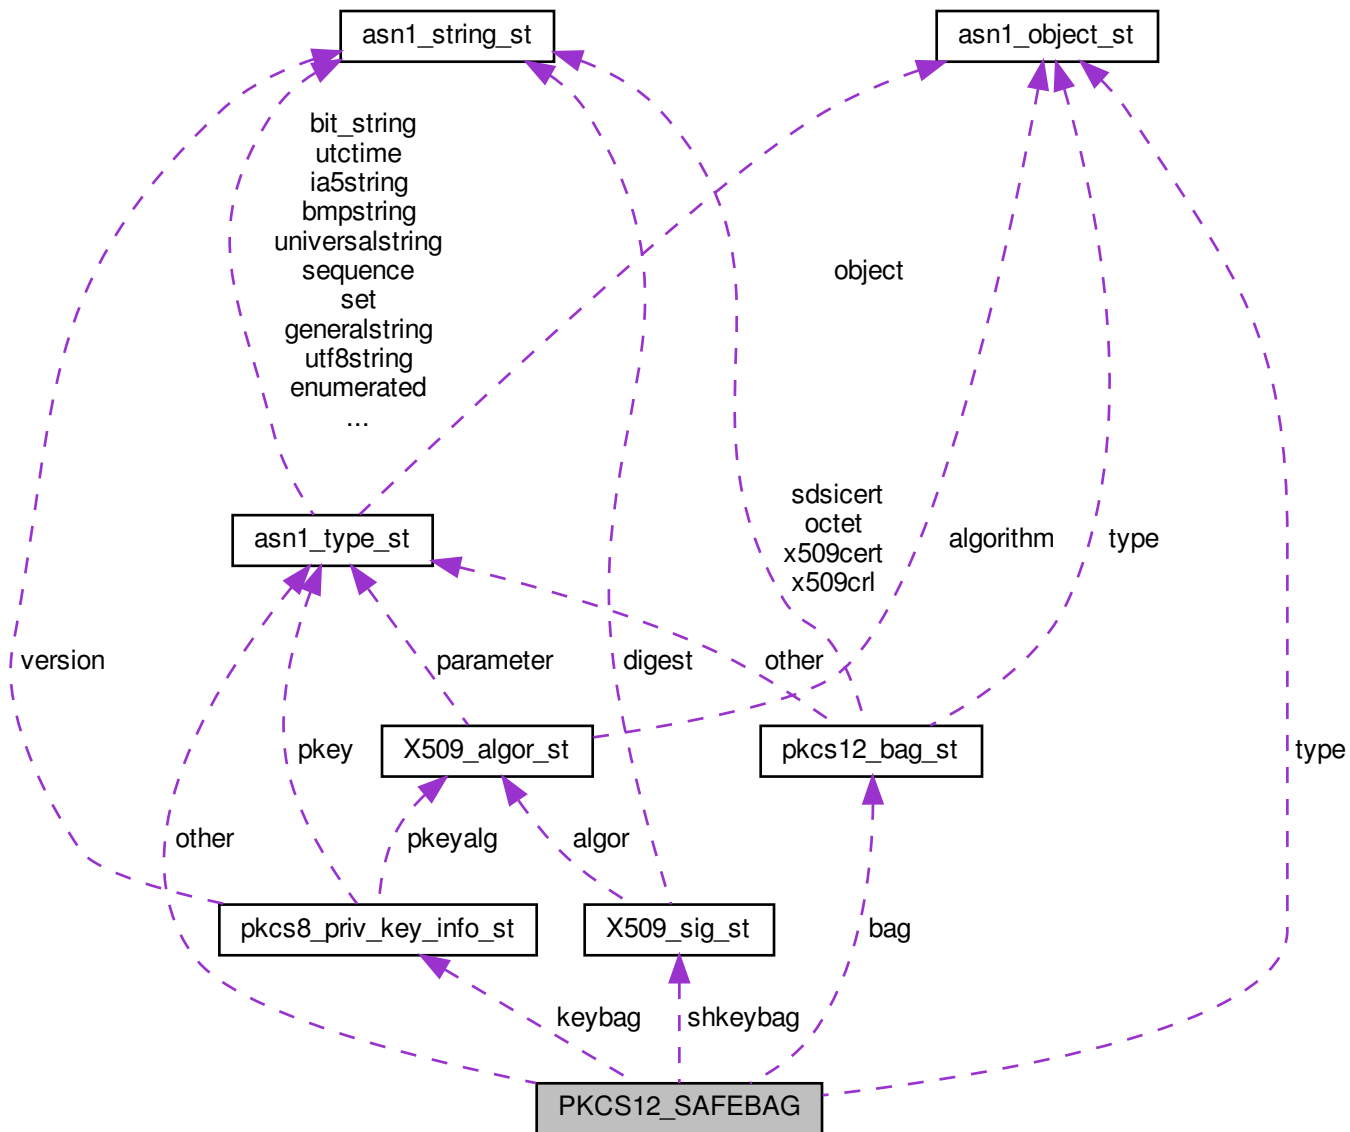 asn1_string_st
asn1_object_st
bit_string
utctime
ia5string
bmpstring
universalstring
sequence
set
generalstring
utf8string
enumerated
...
object
sdsicert
octet
x509cert
x509crl
algorithm
type
asn1_type_st
version
parameter
digest
other
pkey
X509_algor_st
pkcs12_bag_st
type
other
pkeyalg
algor
pkcs8_priv_key_info_st
X509_sig_st
bag
keybag
shkeybag
PKCS12_SAFEBAG